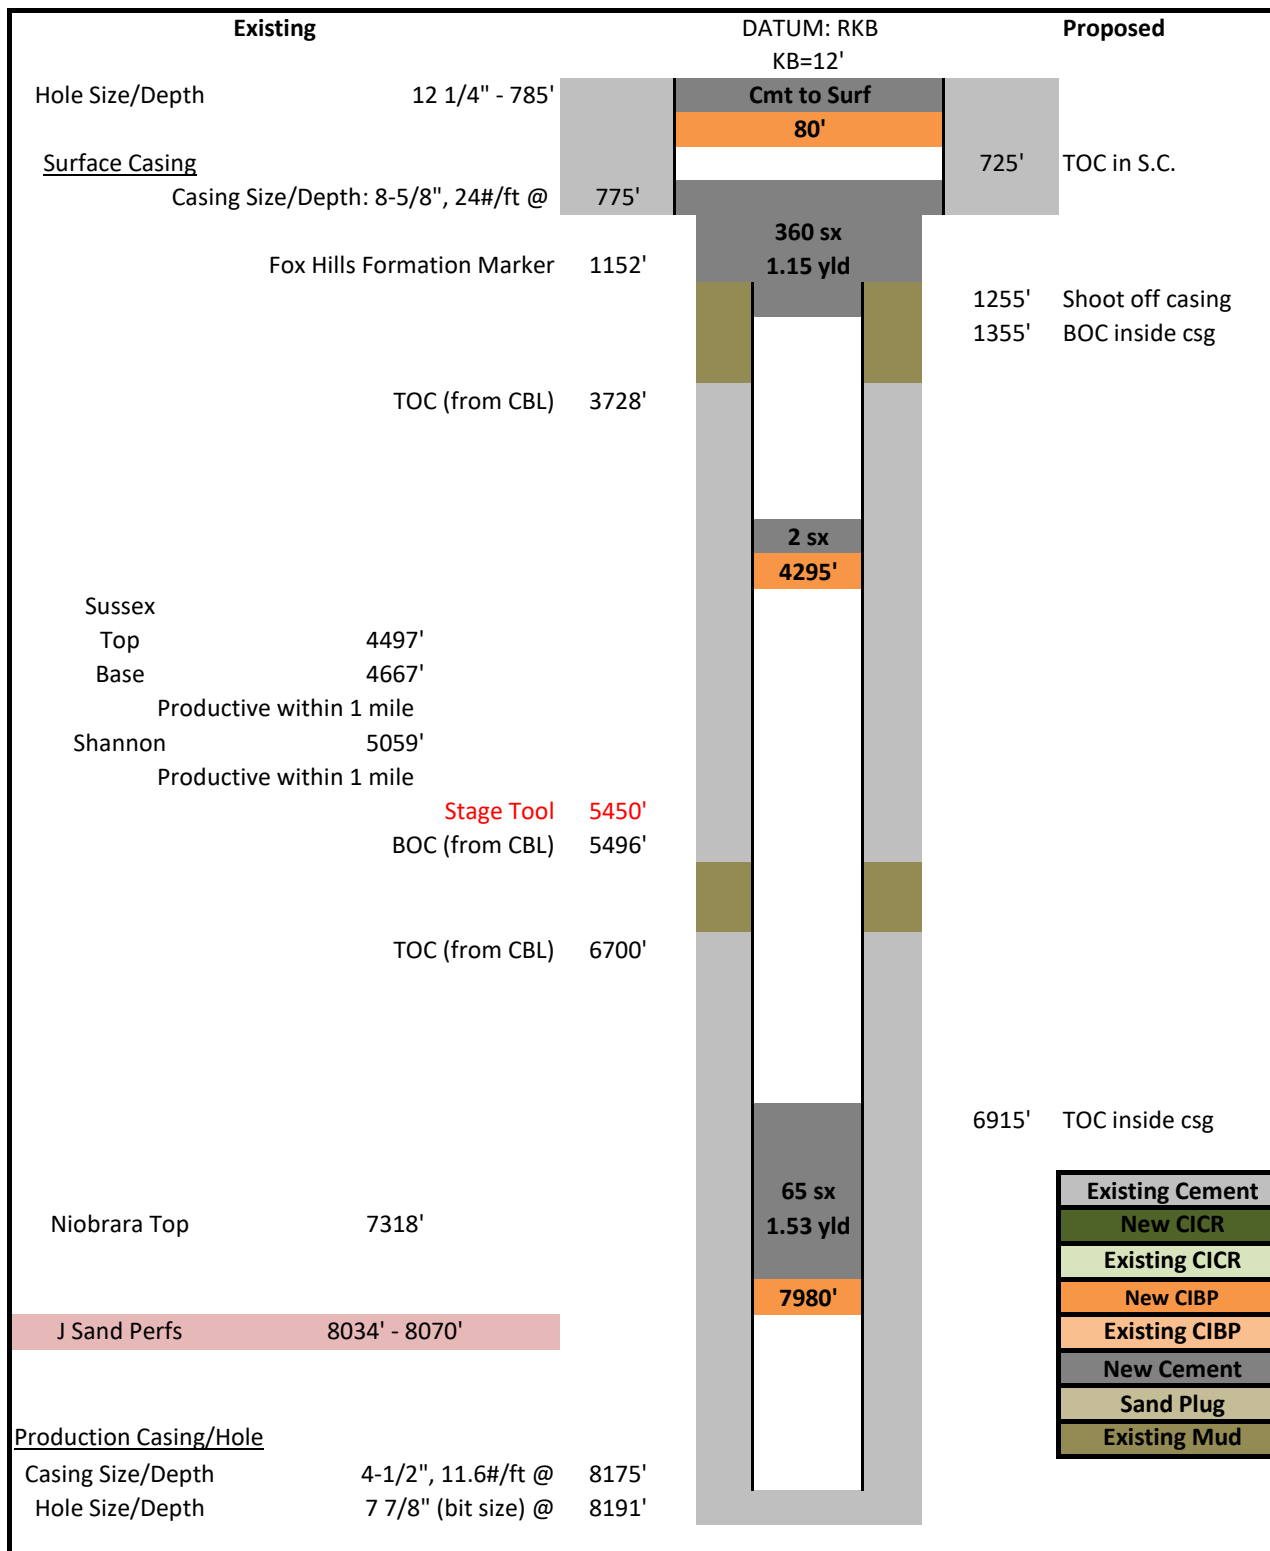 Existing DATUM: RKB Proposed
KB=12'
Hole Size/Depth 12 1/4" - 785' Cmt to Surf
80'
Surface Casing 725' TOC in S.C.
Casing Size/Depth: 8-5/8", 24#/ft @ 775'
360 sx
Fox Hills Formation Marker 1152' 1.15 yld
1255' Shoot off casing
1355' BOC inside csg
TOC (from CBL) 3728'
2 sx
4295'
Sussex
Top 4497'
Base 4667'
Productive within 1 mile
Shannon 5059'
Productive within 1 mile
Stage Tool 5450'
BOC (from CBL) 5496'
TOC (from CBL) 6700'
6915' TOC inside csg
65 sx Existing Cement
Niobrara Top 7318' 1.53 yld New CICR
Existing CICR
7980' New CIBP
J Sand Perfs 8034' - 8070' Existing CIBP
New Cement
Sand Plug
Production Casing/Hole Existing Mud
Casing Size/Depth 4-1/2", 11.6#/ft @ 8175'
Hole Size/Depth 7 7/8" (bit size) @ 8191'